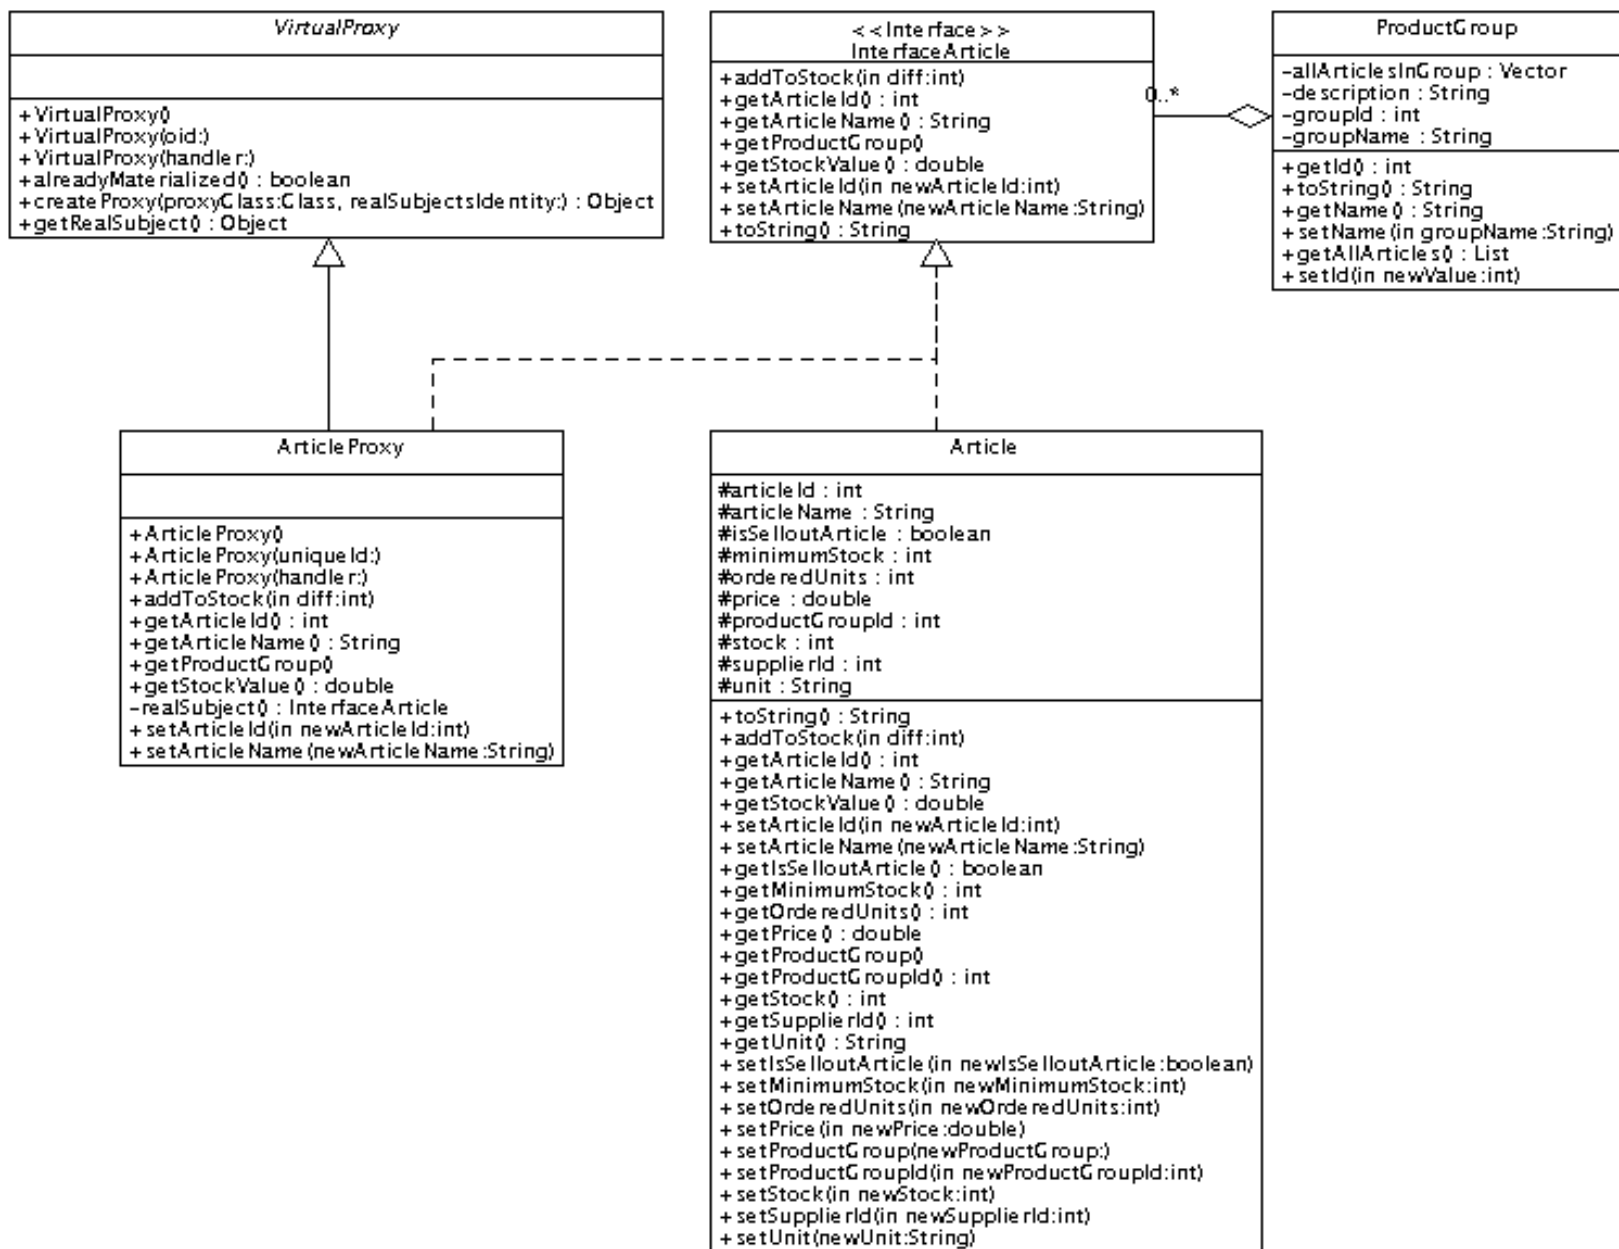 VirtualProxy
+VirtualProxy()
+VirtualProxy(oid:)
+VirtualProxy(handler:)
+alreadyMaterialized() : boolean
+createProxy(proxyClass:Class, realSubjectsIdentity:) : Object
+getRealSubject() : Object
<<Interface>>
InterfaceArticle
+addToStock(in diff:int)
+getArticleId() : int
+getArticleName() : String
+getProductGroup()
+getStockValue() : double
+setArticleId(in newArticleId:int)
+setArticleName(newArticleName:String)
+toString() : String
0..*
ProductGroup
-allArticlesInGroup : Vector
-description : String
-groupId : int
-groupName : String
+getId() : int
+toString() : String
+getName() : String
+setName(in groupName:String)
+getAllArticles() : List
+setId(in newValue:int)
ArticleProxy
+ArticleProxy()
+ArticleProxy(uniqueId:)
+ArticleProxy(handler:)
+addToStock(in diff:int)
+getArticleId() : int
+getArticleName() : String
+getProductGroup()
+getStockValue() : double
-realSubject() : InterfaceArticle
+setArticleId(in newArticleId:int)
+setArticleName(newArticleName:String)
Article
#articleId : int
#articleName : String
#isSelloutArticle : boolean
#minimumStock : int
#orderedUnits : int
#price : double
#productGroupId : int
#stock : int
#supplierId : int
#unit : String
+toString() : String
+addToStock(in diff:int)
+getArticleId() : int
+getArticleName() : String
+getStockValue() : double
+setArticleId(in newArticleId:int)
+setArticleName(newArticleName:String)
+getIsSelloutArticle() : boolean
+getMinimumStock() : int
+getOrderedUnits() : int
+getPrice() : double
+getProductGroup()
+getProductGroupId() : int
+getStock() : int
+getSupplierId() : int
+getUnit() : String
+setIsSelloutArticle(in newIsSelloutArticle:boolean)
+setMinimumStock(in newMinimumStock:int)
+setOrderedUnits(in newOrderedUnits:int)
+setPrice(in newPrice:double)
+setProductGroup(newProductGroup:)
+setProductGroupId(in newProductGroupId:int)
+setStock(in newStock:int)
+setSupplierId(in newSupplierId:int)
+setUnit(newUnit:String)